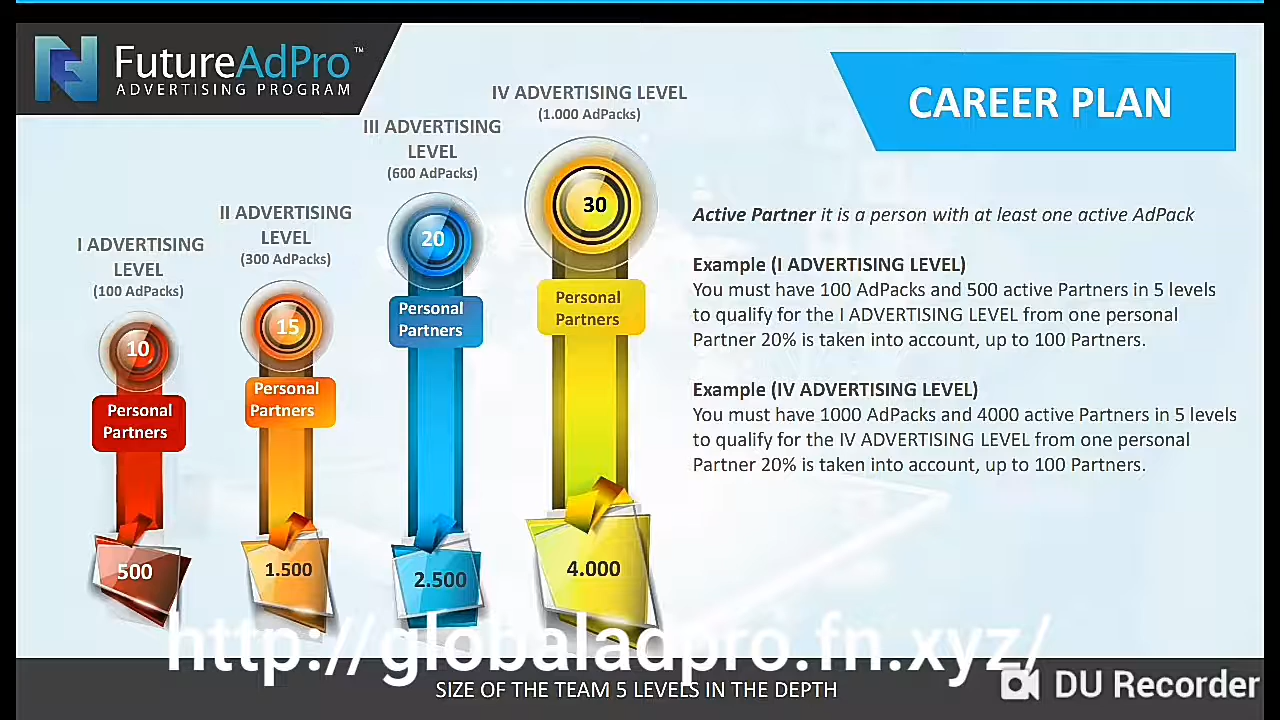 FutureAdPro™
ADVERTISING PROGRAM
CAREER PLAN
I ADVERTISING
LEVEL
(100 AdPacks)
10
Personal
Partners
500
II ADVERTISING
LEVEL
(300 AdPacks)
15
Personal
Partners
1.500
III ADVERTISING
LEVEL
(600 AdPacks)
20
Personal
Partners
2.500
IV ADVERTISING LEVEL
(1.000 AdPacks)
30
Personal
Partners
4.000
Active Partner it is a person with at least one active AdPack
Example (I ADVERTISING LEVEL)
You must have 100 AdPacks and 500 active Partners in 5 levels
to qualify for the I ADVERTISING LEVEL from one personal
Partner 20% is taken into account, up to 100 Partners.
Example (IV ADVERTISING LEVEL)
You must have 1000 AdPacks and 4000 active Partners in 5 levels
to qualify for the IV ADVERTISING LEVEL from one personal
Partner 20% is taken into account, up to 100 Partners.
http://globaladpro.fn.xyz/
SIZE OF THE TEAM 5 LEVELS IN THE DEPTH
DU Recorder